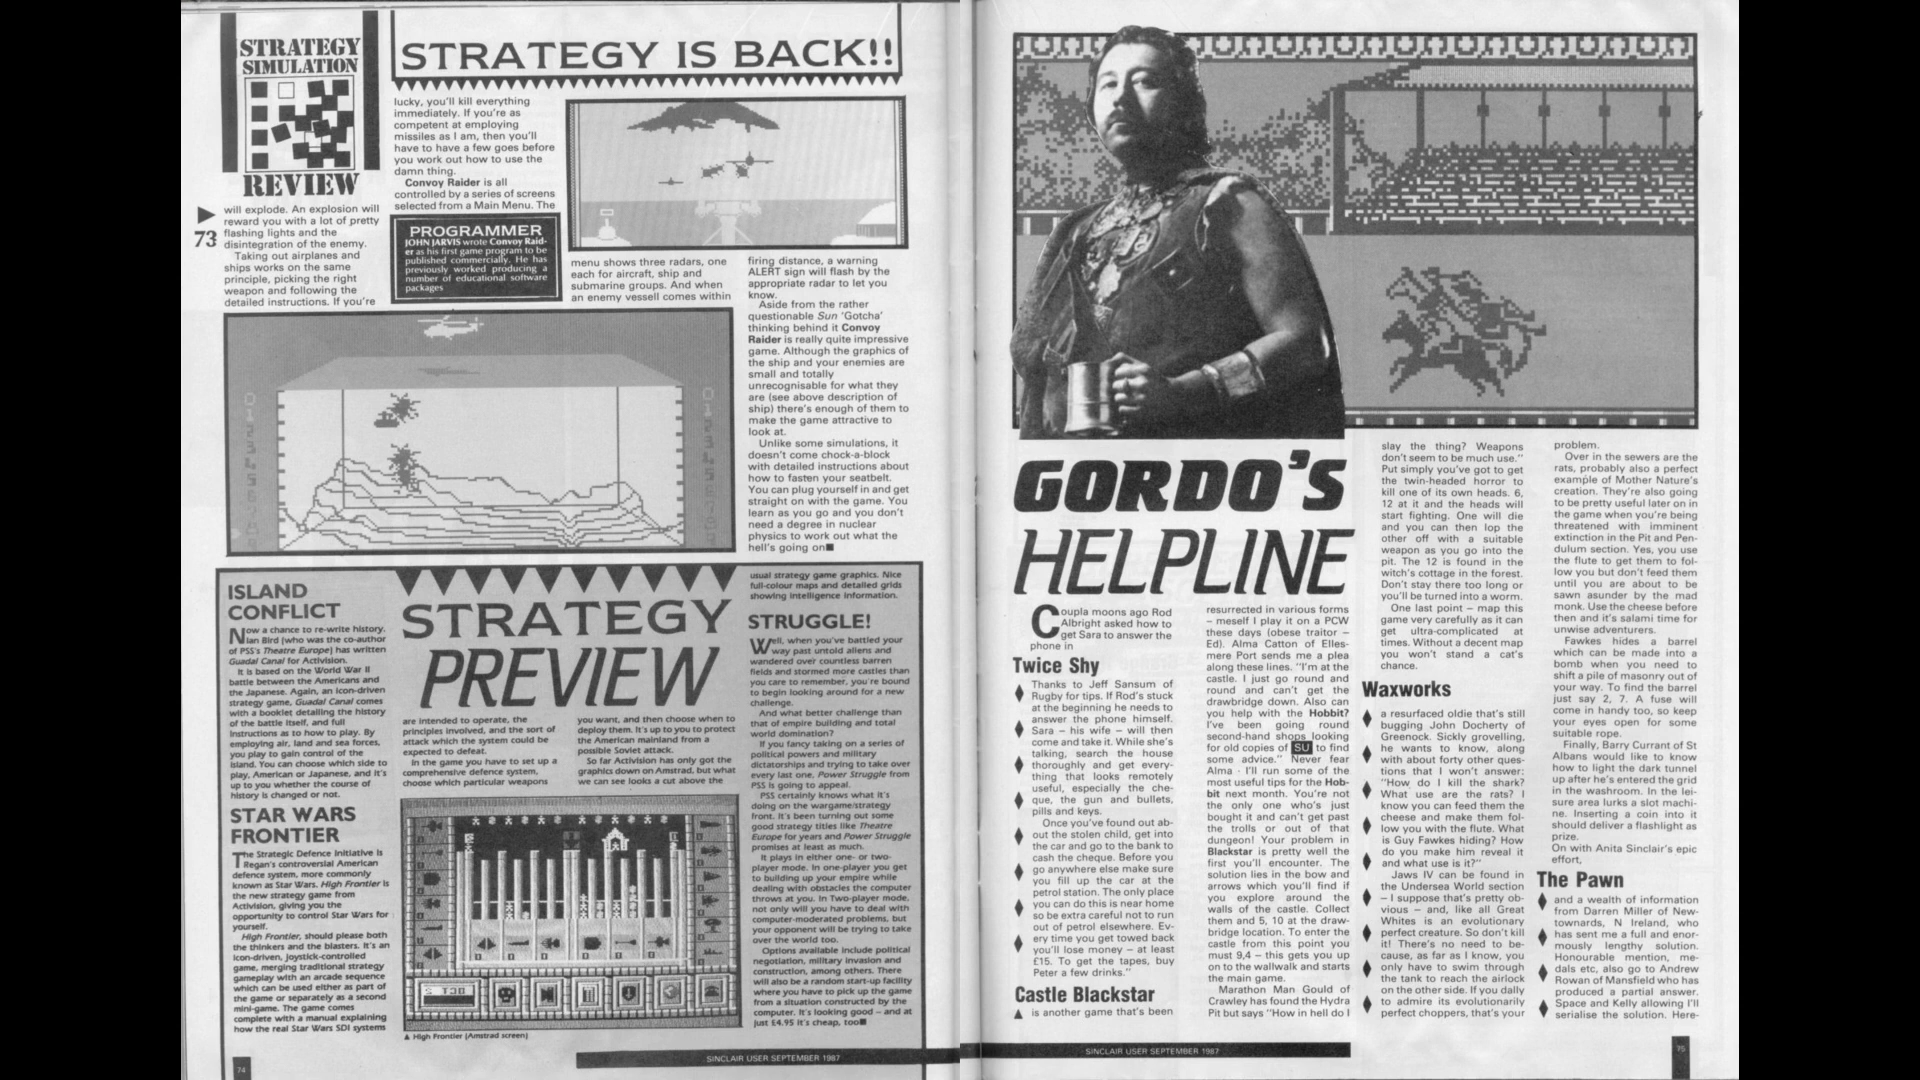 STRATEGY
SIMULATION
REVIEW
STRATEGY IS BACK!!
73
will explode. An explosion will
reward you with a lot of pretty
flashing lights and the
disintegration of the enemy.
Taking out airplanes and
ships works on the same
principle, picking the right
weapon and following the
detailed instructions. If you're
lucky, you'll kill everything
immediately. If you're as
competent at employing
missiles as I am, then you'll
have to have a few goes before
you work out how to use the
damn thing.
Convoy Raider is all
controlled by a series of screens
selected from a Main Menu. The
PROGRAMMER
JOHN JARVIS wrote Convoy Raid-
er as his first game program to be
published commercially. He has
previously worked producing a
number of educational software
packages
menu shows three radars, one
each for aircraft, ship and
submarine groups. And when
an enemy vessell comes within
firing distance, a warning
ALERT sign will flash by the
appropriate radar to let you
know.
Aside from the rather
questionable Sun 'Gotcha'
thinking behind it Convoy
Raider is really quite impressive
game. Although the graphics of
the ship and your enemies are
small and totally
unrecognisable for what they
are (see above description of
ship) there's enough of them to
make the game attractive to
look at.
Unlike some simulations, it
doesn't come chock-a-block
with detailed instructions about
how to fasten your seatbelt.
You can plug yourself in and get
straight on with the game. You
learn as you go and you don't
need a degree in nuclear
physics to work out what the
hell's going on■
STRATEGY
PREVIEW
ISLAND
CONFLICT
Now a chance to re-write history.
Ian Bird (who was the co-author
of PSS's Theatre Europe) has written
Guadal Canal for Activision.
It is based on the World War II
battle between the Americans and
the Japanese. Again, an icon-driven
strategy game, Guadal Canal comes
with a booklet detailing the history
of the battle itself, and full
instructions as to how to play. By
employing air, land and sea forces,
you play to gain control of the
island. You can choose which side to
play, American or Japanese, and it's
up to you whether the course of
history is changed or not.
STAR WARS
FRONTIER
The Strategic Defence Initiative is
Regan's controversial American
defence system, more commonly
known as Star Wars. High Frontier is
the new strategy game from
Activision, giving you the
opportunity to control Star Wars for
yourself.
High Frontier, should please both
the thinkers and the blasters. It's an
icon-driven, joystick-controlled
game, merging traditional strategy
gameplay with an arcade sequence
which can be used either as part of
the game or separately as a second
mini-game. The game comes
complete with a manual explaining
how the real Star Wars SDI systems
are intended to operate, the
principles involved, and the sort of
attack which the system could be
expected to defeat.
In the game you have to set up a
comprehensive defence system,
choose which particular weapons
you want, and then choose when to
deploy them. It's up to you to protect
the American mainland from a
possible Soviet attack.
So far Activision has only got the
graphics down on Amstrad, but what
we can see looks a cut above the
usual strategy game graphics. Nice
full-colour maps and detailed grids
showing intelligence information.
▲ High Frontier (Amstrad screen)
STRUGGLE!
Well, when you've battled your
way past untold aliens and
wandered over countless barren
fields and stormed more castles than
you care to remember, you're bound
to begin looking around for a new
challenge.
And what better challenge than
that of empire building and total
world domination?
If you fancy taking on a series of
political powers and military
dictatorships and trying to take over
every last one, Power Struggle from
PSS is going to appeal.
PSS certainly knows what it's
doing on the wargame/strategy
front. It's been turning out some
good strategy titles like Theatre
Europe for years and Power Struggle
promises at least as much.
It plays in either one- or two-
player mode. In one-player you get
to building up your empire while
dealing with obstacles the computer
throws at you. In Two-player mode,
not only will you have to deal with
computer-moderated problems, but
your opponent will be trying to take
over the world too.
Options available include political
negotiation, military invasion and
construction, among others. There
will also be a random start-up facility
where you have to pick up the game
from a situation constructed by the
computer. It's looking good – and at
just £4.95 It's cheap, too■
74
SINCLAIR USER SEPTEMBER 1987
GORDO'S
HELPLINE
Coupla moons ago Rod
Albright asked how to
get Sara to answer the
phone in
Twice Shy
Thanks to Jeff Sansum of
Rugby for tips. If Rod's stuck
at the beginning he needs to
answer the phone himself.
Sara – his wife – will then
come and take it. While she's
talking, search the house
thoroughly and get every-
thing that looks remotely
useful, especially the che-
que, the gun and bullets,
pills and keys.
Once you've found out ab-
out the stolen child, get into
the car and go to the bank to
cash the cheque. Before you
go anywhere else make sure
you fill up the car at the
petrol station. The only place
you can do this is near home
so be extra careful not to run
out of petrol elsewhere. Ev-
ery time you get towed back
you'll lose money – at least
£15. To get the tapes, buy
Peter a few drinks."
Castle Blackstar
is another game that's been
resurrected in various forms
– meself I play it on a PCW
these days (obese traitor –
Ed). Alma Catton of Elles-
mere Port sends me a plea
along these lines. "I'm at the
castle. I just go round and
round and can't get the
drawbridge down. Also can
you help with the Hobbit?
I've been going round
second-hand shops looking
for old copies of SU to find
some advice." Never fear
Alma - I'll run some of the
most useful tips for the Hob-
bit next month. You're not
the only one who's just
bought it and can't get past
the trolls or out of that
dungeon! Your problem in
Blackstar is pretty well the
first you'll encounter. The
solution lies in the bow and
arrows which you'll find if
you explore around the
walls of the castle. Collect
them and 5, 10 at the draw-
bridge location. To enter the
castle from this point you
must 9,4 – this gets you up
on to the wallwalk and starts
the main game.
Marathon Man Gould of
Crawley has found the Hydra
Pit but says "How in hell do I
slay the thing? Weapons
don't seem to be much use."
Put simply you've got to get
the twin-headed horror to
kill one of its own heads. 6,
12 at it and the heads will
start fighting. One will die
and you can then lop the
other off with a suitable
weapon as you go into the
pit. The 12 is found in the
witch's cottage in the forest.
Don't stay there too long or
you'll be turned into a worm.
One last point – map this
game very carefully as it can
get ultra-complicated at
times. Without a decent map
you won't stand a cat's
chance.
Waxworks
a resurfaced oldie that's still
bugging John Docherty of
Greenock. Sickly grovelling,
he wants to know, along
with about forty other ques-
tions that I won't answer:
"How do I kill the shark?
What use are the rats? I
know you can feed them the
cheese and make them fol-
low you with the flute. What
is Guy Fawkes hiding? How
do you make him reveal it
and what use is it?"
Jaws IV can be found in
the Undersea World section
– I suppose that's pretty ob-
vious – and, like all Great
Whites is an evolutionary
perfect creature. So don't kill
it! There's no need to be-
cause, as far as I know, you
only have to swim through
the tank to reach the airlock
on the other side. If you dally
to admire its evolutionarily
perfect choppers, that's your
problem.
Over in the sewers are the
rats, probably also a perfect
example of Mother Nature's
creation. They're also going
to be pretty useful later on in
the game when you're being
threatened with imminent
extinction in the Pit and Pen-
dulum section. Yes, you use
the flute to get them to fol-
low you but don't feed them
until you are about to be
sawn asunder by the mad
monk. Use the cheese before
then and it's salami time for
unwise adventurers.
Fawkes hides a barrel
which can be made into a
bomb when you need to
shift a pile of masonry out of
your way. To find the barrel
just say 2, 7. A fuse will
come in handy too, so keep
your eyes open for some
suitable rope.
Finally, Barry Currant of St
Albans would like to know
how to light the dark tunnel
up after he's entered the grid
in the washroom. In the lei-
sure area lurks a slot machi-
ne. Inserting a coin into it
should deliver a flashlight as
prize.
On with Anita Sinclair's epic
effort,
The Pawn
and a wealth of information
from Darren Miller of New-
townards, N Ireland, who
has sent me a full and enor-
mously lengthy solution.
Honourable mention, me-
dals etc, also go to Andrew
Rowan of Mansfield who has
produced a partial answer.
Space and Kelly allowing I'll
serialise the solution. Here-
SINCLAIR USER SEPTEMBER 1987
75